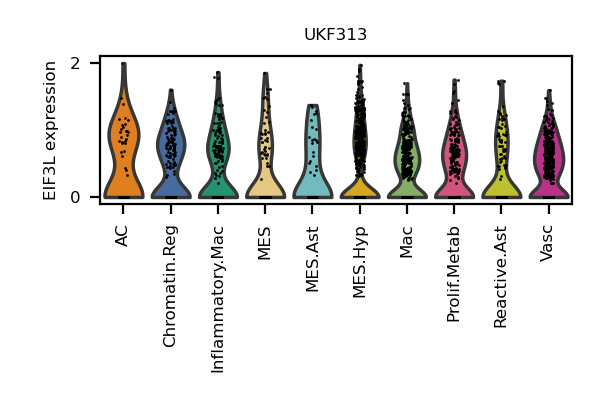 UKF313
EIF3L expression
2
0
AC
Chromatin.Reg
Inflammatory.Mac
MES
MES.Ast
MES.Hyp
Mac
Prolif.Metab
Reactive.Ast
Vasc